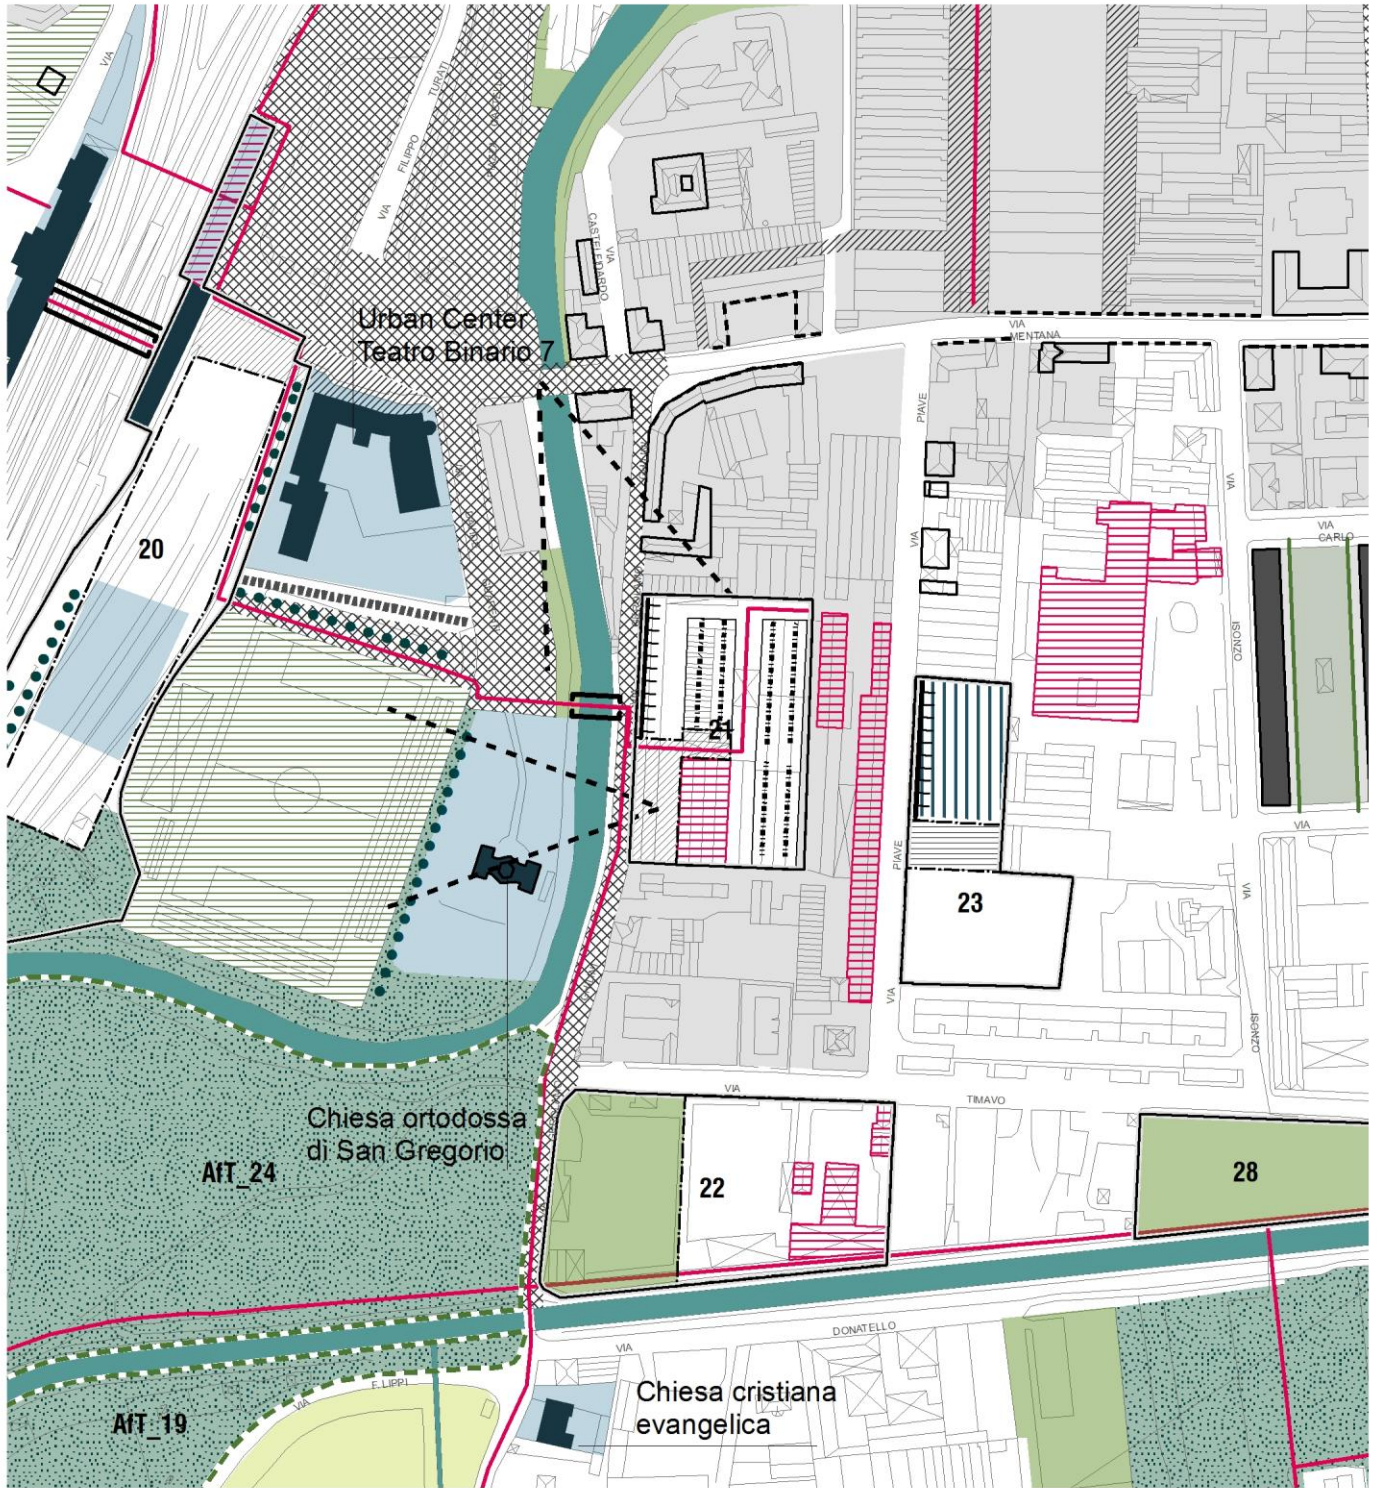 VIA
VIA
FILIPPO
TURATI
VIA
CASTELFIDARDO
Urban Center
Teatro Binario 7
VIA
MENTANA
PIAVE
VIA
VIA
CARLO
20
VIA
ISONZO
21
PIAVE
VIA
VIA
23
VIA
ISONZO
VIA
TIMAVO
Chiesa ortodossa
di San Gregorio
AfT_24
22
28
DONATELLO
VIA
F. LIPPI
VIA
Chiesa cristiana
evangelica
AfT_19